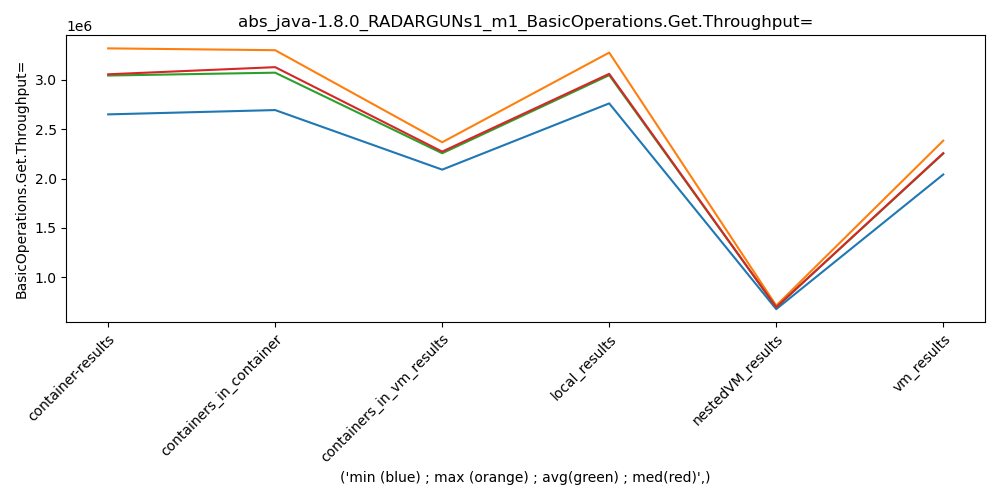 abs_java-1.8.0_RADARGUNs1_m1_BasicOperations.Get.Throughput=
1e6
BasicOperations.Get.Throughput=
3.0
2.5
2.0
1.5
1.0
container-results
containers_in_container
containers_in_vm_results
local_results
nestedVM_results
vm_results
('min (blue) ; max (orange) ; avg(green) ; med(red)',)